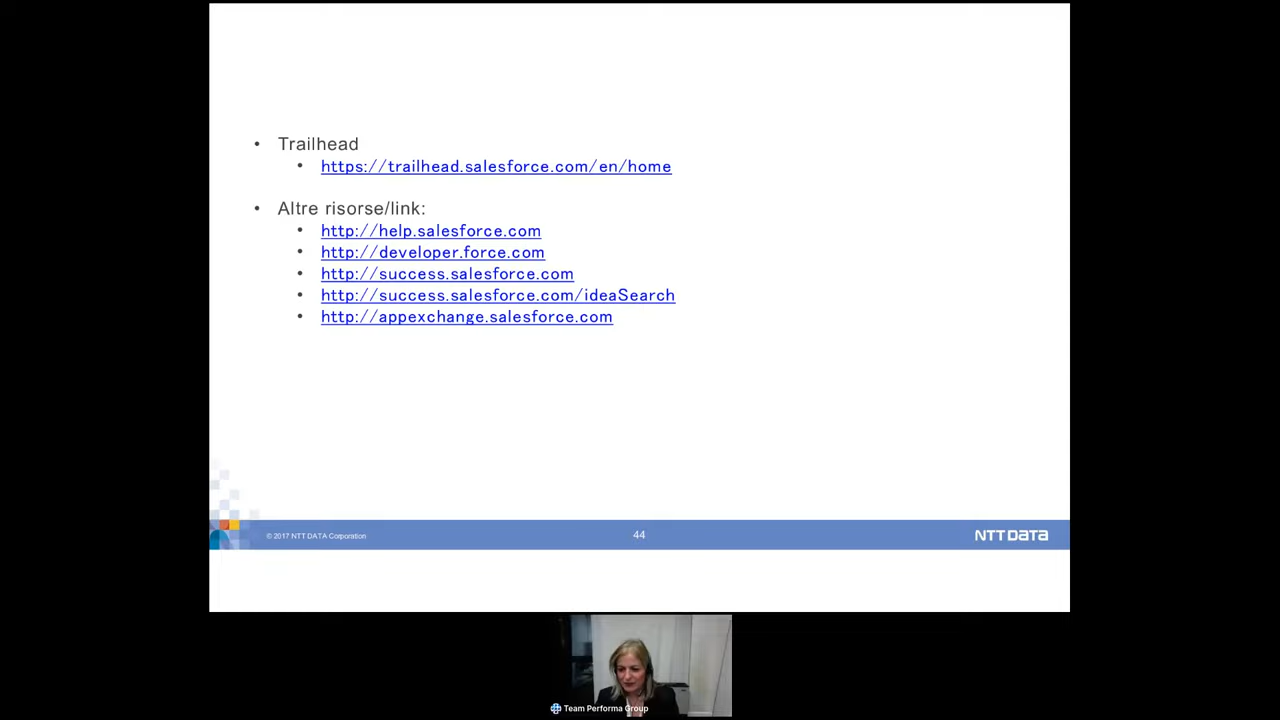 • Trailhead
• https://trailhead.salesforce.com/en/home
• Altre risorse/link:
• http://help.salesforce.com
• http://developer.force.com
• http://success.salesforce.com
• http://success.salesforce.com/ideaSearch
• http://appexchange.salesforce.com
© 2017 NTT DATA Corporation
44
NTT DATA
Team Performa Group